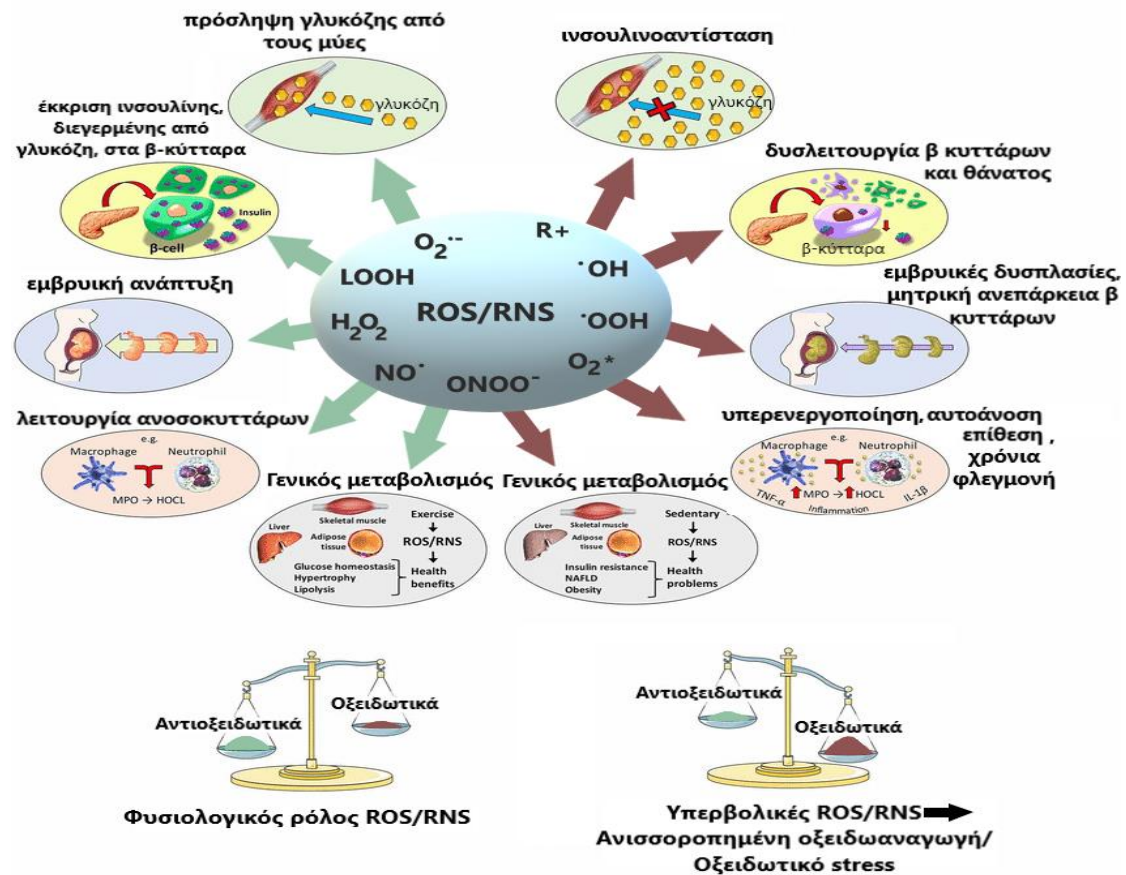 πρόσληψη γλυκόζης από
τους μύες
γλυκόζη
ινσουλινοαντίσταση
γλυκόζη
έκκριση ινσουλίνης,
διεγερμένης από
γλυκόζη, στα β-κύτταρα
Insulin
β-cell
δυσλειτουργία β κυττάρων
και θάνατος
β-κύτταρα
εμβρυική ανάπτυξη
εμβρυικές δυσπλασίες,
μητρική ανεπάρκεια β
κυττάρων
O₂·-
R+
LOOH
·OH
H₂O₂
ROS/RNS
·OOH
NO·
ONOO⁻
O₂*
λειτουργία ανοσοκυττάρων
e.g.
Macrophage
Neutrophil
MPO → HOCL
υπερενεργοποίηση, αυτοάνοση
επίθεση ,
χρόνια
φλεγμονή
e.g.
Macrophage
Neutrophil
TNF-α
MPO → HOCL
IL-1β
Inflammation
Γενικός μεταβολισμός
Skeletal muscle
Liver
Adipose
tissue
Exercise
ROS/RNS
Health
benefits
Glucose homeostasis
Hypertrophy
Lipolysis
Γενικός μεταβολισμός
Skeletal muscle
Liver
Adipose
tissue
Sedentary
ROS/RNS
Health
problems
Insulin resistance
NAFLD
Obesity
Αντιοξειδωτικά
Οξειδωτικά
Φυσιολογικός ρόλος ROS/RNS
Αντιοξειδωτικά
Οξειδωτικά
Υπερβολικές ROS/RNS
Ανισσοροπημένη οξειδωαναγωγή/
Οξειδωτικό stress